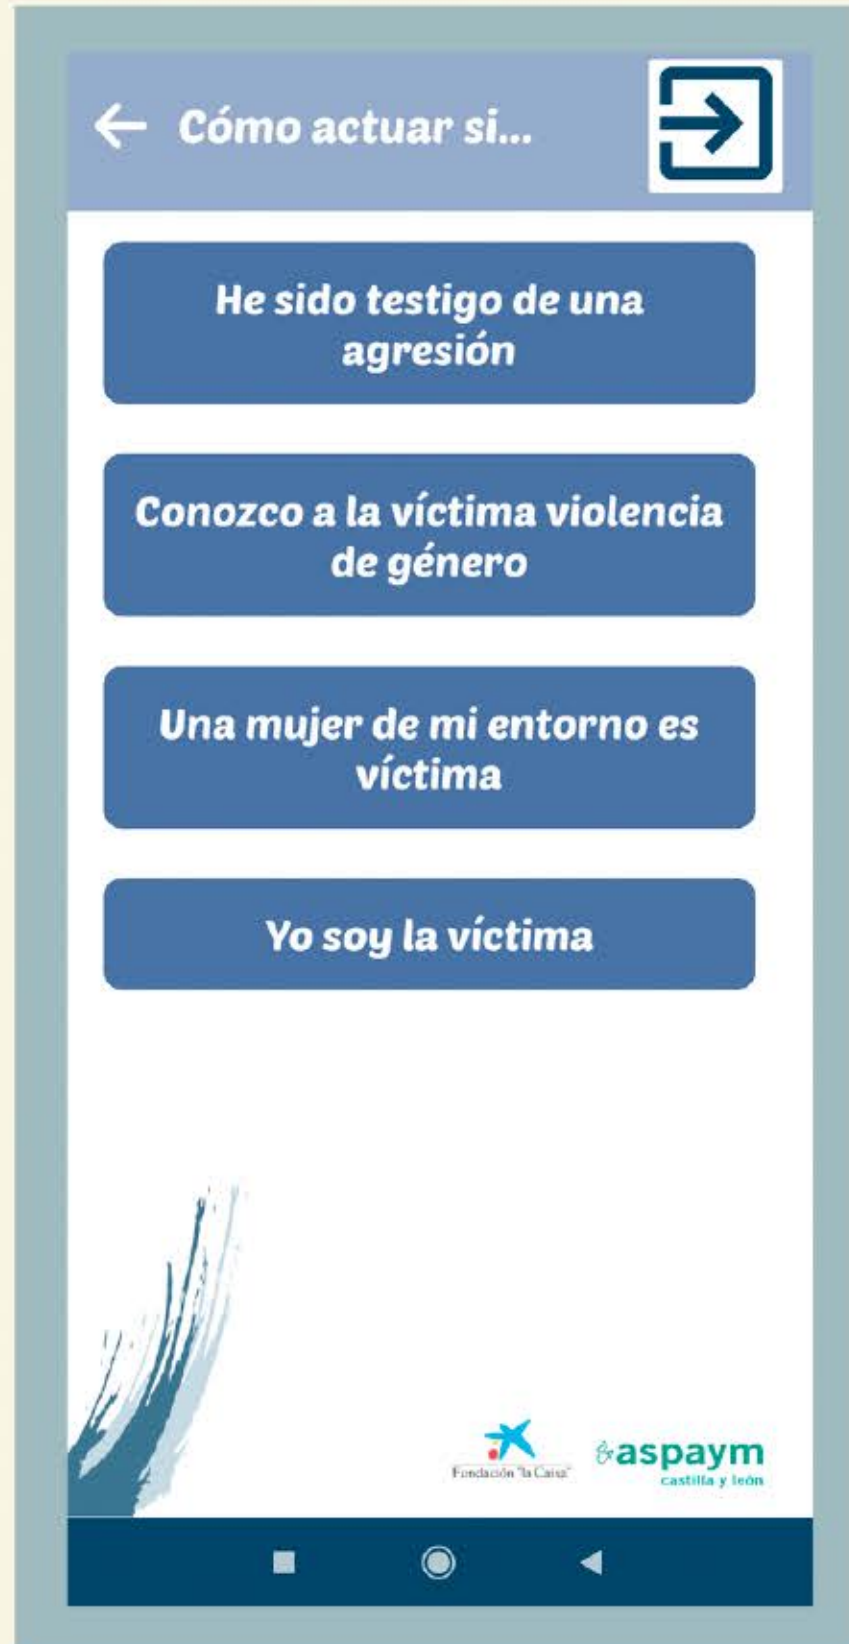 Cómo actuar si...
He sido testigo de una
agresión
Conozco a la víctima violencia
de género
Una mujer de mi entorno es
víctima
Yo soy la víctima
Fundación "la Caixa"
aspaym
castilla y león